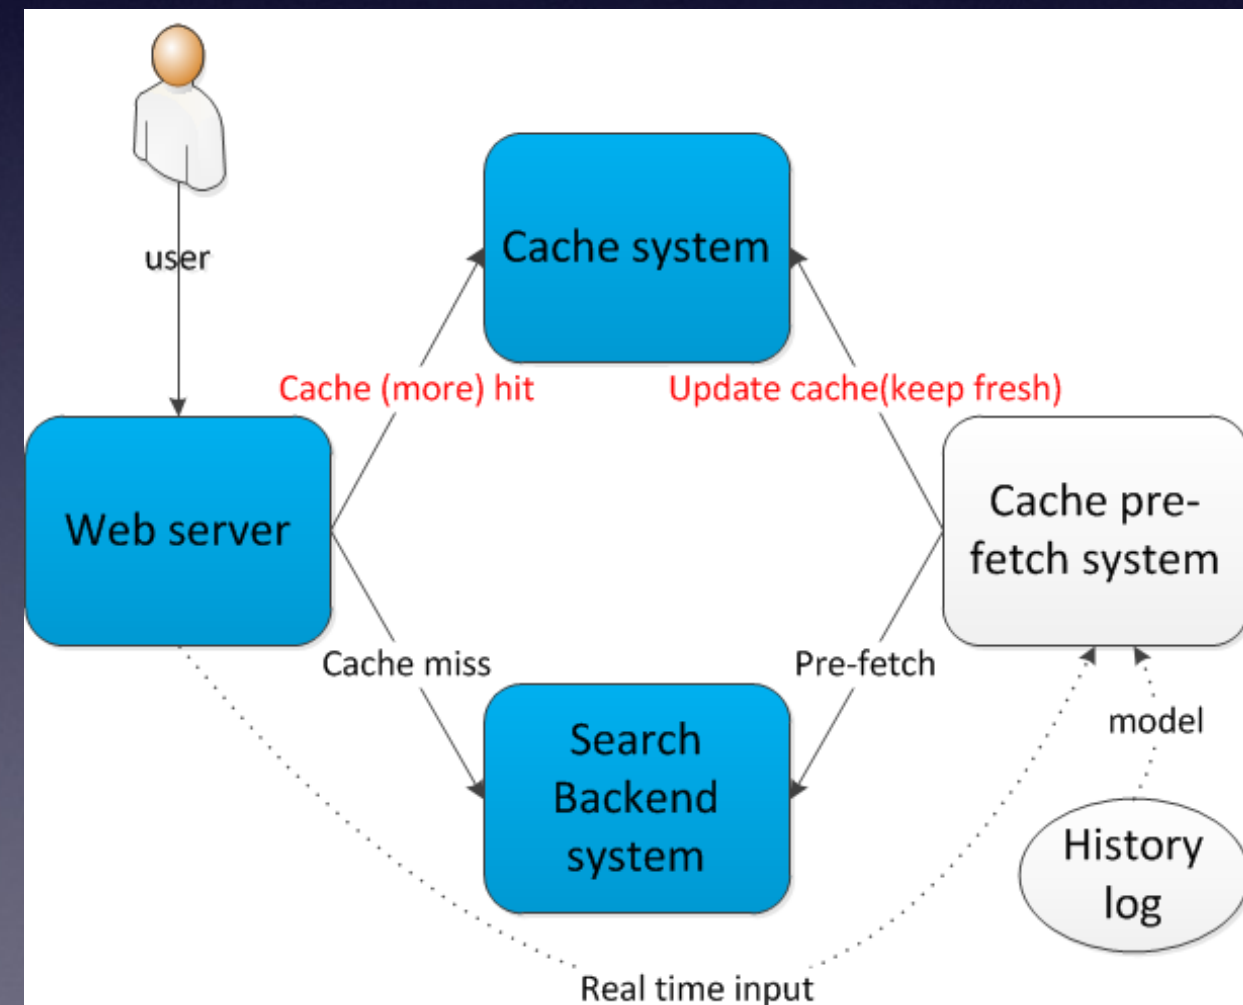 user
Cache system
Cache (more) hit
Update cache(keep fresh)
Web server
Cache pre-
fetch system
Cache miss
Pre-fetch
Search
Backend
system
model
History
log
Real time input